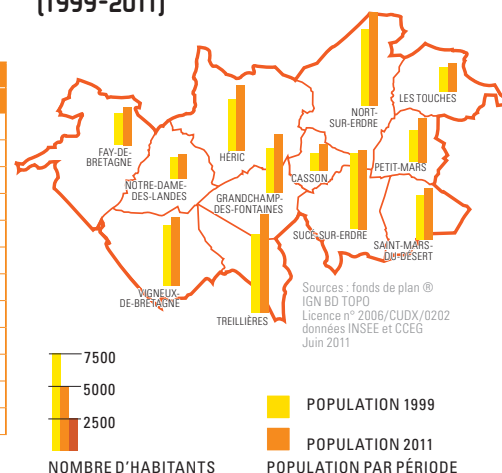 (1999-2011)
LES TOUCHES
NORT-
SUR-ERDRE
FAY-DE-
BRETAGNE
HÉRIC
PETIT-MARS
CASSON
NOTRE-DAME-
DES-LANDES
GRANDCHAMP-
DES-FONTAINES
SUCÉ-SUR-ERDRE
SAINT-MARS-
DU-DÉSERT
VIGNEUX-
DE-BRETAGNE
TREILLIÈRES
Sources : fonds de plan ®
IGN BD TOPO
Licence n° 2006/CUDX/0202
données INSEE et CCEG
Juin 2011
7500
5000
2500
NOMBRE D'HABITANTS
POPULATION 1999
POPULATION 2011
POPULATION PAR PÉRIODE